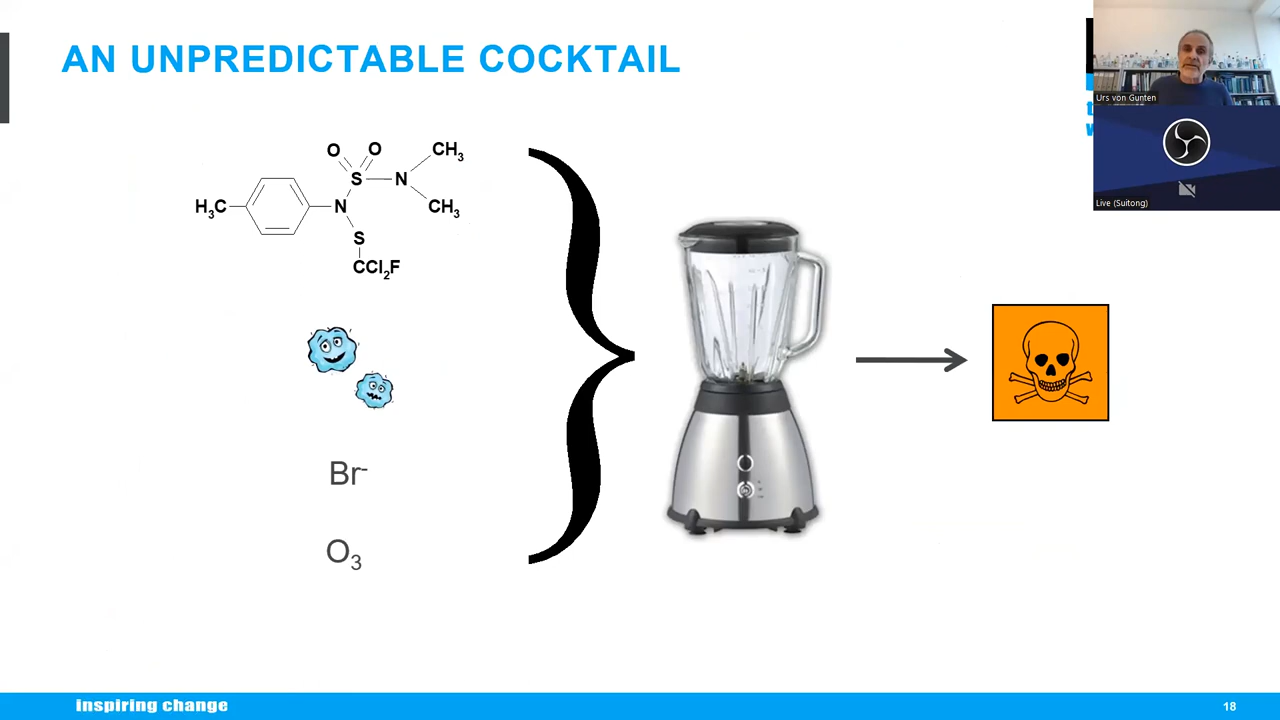 AN UNPREDICTABLE COCKTAIL
Urs von Gunten
Live (Suitong)
O O CH₃
S N
H₃C N CH₃
S
CCl₂F
Br⁻
O₃
inspiring change
18